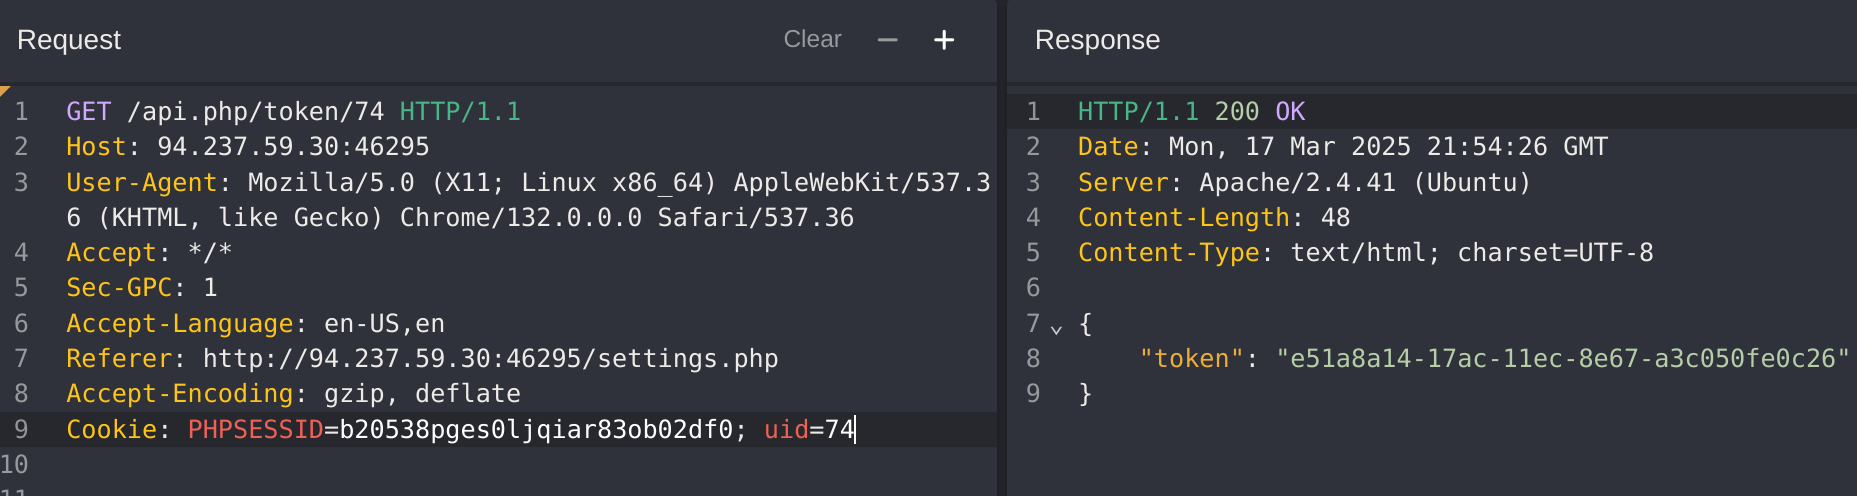 Request
Clear − +
1 GET /api.php/token/74 HTTP/1.1
2 Host: 94.237.59.30:46295
3 User-Agent: Mozilla/5.0 (X11; Linux x86_64) AppleWebKit/537.3
6 (KHTML, like Gecko) Chrome/132.0.0.0 Safari/537.36
4 Accept: */*
5 Sec-GPC: 1
6 Accept-Language: en-US,en
7 Referer: http://94.237.59.30:46295/settings.php
8 Accept-Encoding: gzip, deflate
9 Cookie: PHPSESSID=b20538pges0ljqiar83ob02df0; uid=74
10
11
Response
1 HTTP/1.1 200 OK
2 Date: Mon, 17 Mar 2025 21:54:26 GMT
3 Server: Apache/2.4.41 (Ubuntu)
4 Content-Length: 48
5 Content-Type: text/html; charset=UTF-8
6
7 {
8 "token": "e51a8a14-17ac-11ec-8e67-a3c050fe0c26"
9 }